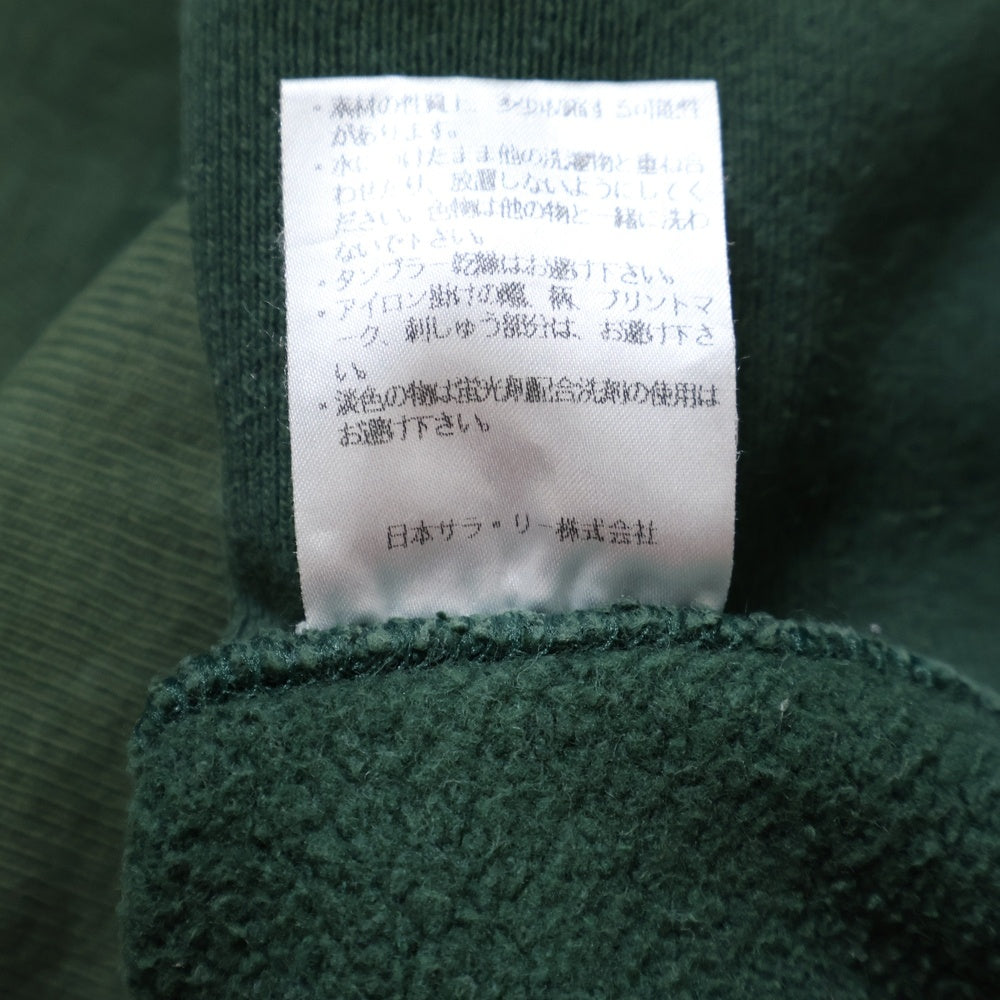 ・素材の性質上、多少収縮する可能性
があります。
・水につけたまま他の洗濯物と重ね合
わせたり、放置しないようにしてく
ださい。色物は他の物と一緒に洗わ
ないで下さい。
・タンブラー乾燥はお避け下さい。
・アイロン掛けの際、柄、プリントマ
ーク、刺しゅう部分は、お避け下さ
い。
・淡色の物は蛍光剤配合洗剤の使用は
お避け下さい。
日本サラ・リー株式会社